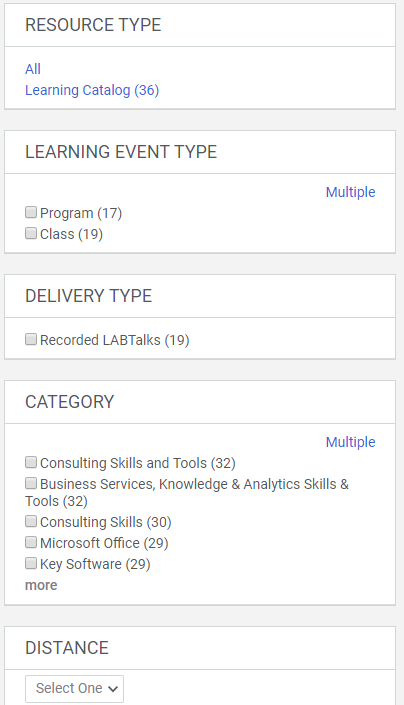 RESOURCE TYPE
All
Learning Catalog (36)
LEARNING EVENT TYPE
Multiple
Program (17)
Class (19)
DELIVERY TYPE
Recorded LABTalks (19)
CATEGORY
Multiple
Consulting Skills and Tools (32)
Business Services, Knowledge & Analytics Skills &
Tools (32)
Consulting Skills (30)
Microsoft Office (29)
Key Software (29)
more
DISTANCE
Select One